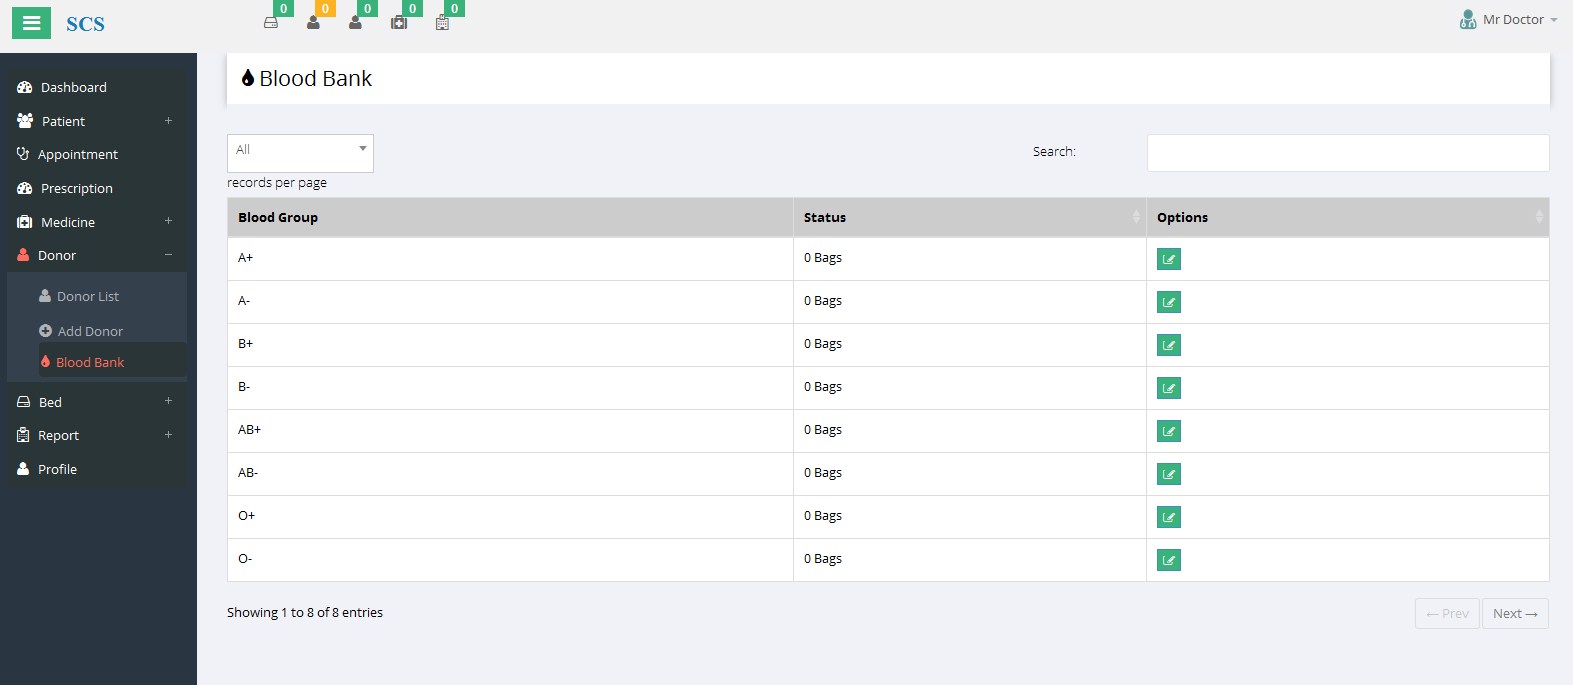 SCS
0 0 0 0 0
Mr Doctor
Dashboard
Patient +
Appointment
Prescription
Medicine +
Donor −
Donor List
Add Donor
Blood Bank
Bed +
Report +
Profile
Blood Bank
All
records per page
Search:
Blood Group Status Options
A+ 0 Bags
A- 0 Bags
B+ 0 Bags
B- 0 Bags
AB+ 0 Bags
AB- 0 Bags
O+ 0 Bags
O- 0 Bags
Showing 1 to 8 of 8 entries
← Prev Next →